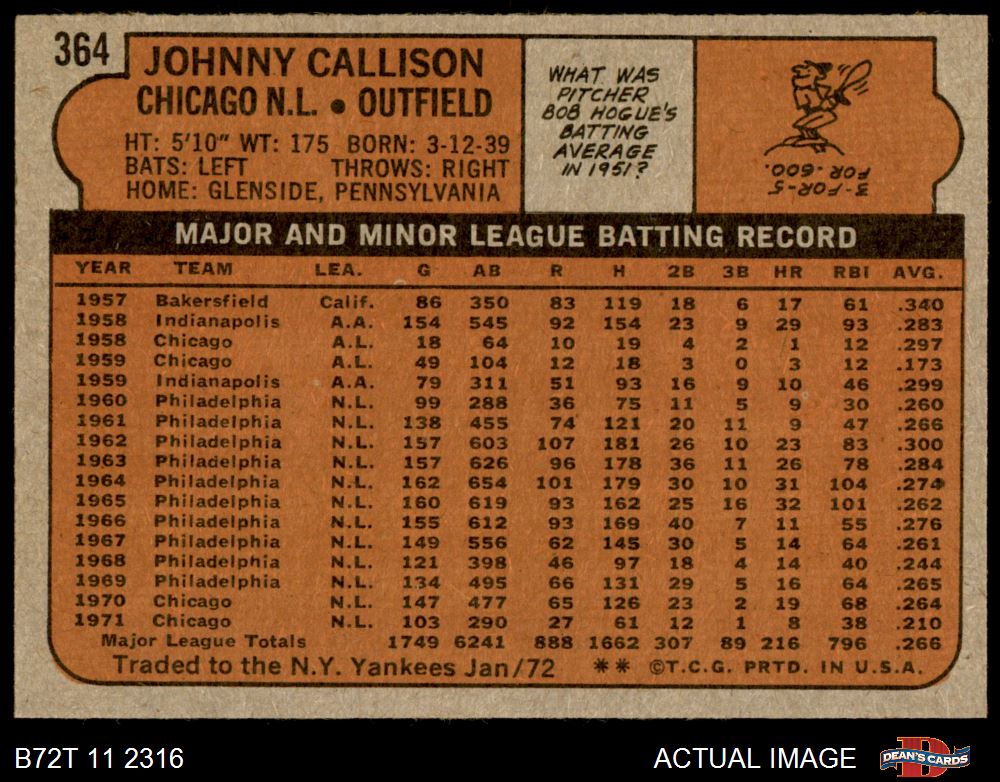 364
JOHNNY CALLISON
CHICAGO N.L. • OUTFIELD
HT: 5'10" WT: 175 BORN: 3-12-39
BATS: LEFT THROWS: RIGHT
HOME: GLENSIDE, PENNSYLVANIA
WHAT WAS
PITCHER
BOB HOGUE'S
BATTING
AVERAGE
IN 1951?
3-FOR-5
FOR .600.
MAJOR AND MINOR LEAGUE BATTING RECORD
YEAR TEAM LEA. G AB R H 2B 3B HR RBI AVG.
1957 Bakersfield Calif. 86 350 83 119 18 6 17 61 .340
1958 Indianapolis A.A. 154 545 92 154 23 9 29 93 .283
1958 Chicago A.L. 18 64 10 19 4 2 1 12 .297
1959 Chicago A.L. 49 104 12 18 3 0 3 12 .173
1959 Indianapolis A.A. 79 311 51 93 16 9 10 46 .299
1960 Philadelphia N.L. 99 288 36 75 11 5 9 30 .260
1961 Philadelphia N.L. 138 455 74 121 20 11 9 47 .266
1962 Philadelphia N.L. 157 603 107 181 26 10 23 83 .300
1963 Philadelphia N.L. 157 626 96 178 36 11 26 78 .284
1964 Philadelphia N.L. 162 654 101 179 30 10 31 104 .274
1965 Philadelphia N.L. 160 619 93 162 25 16 32 101 .262
1966 Philadelphia N.L. 155 612 93 169 40 7 11 55 .276
1967 Philadelphia N.L. 149 556 62 145 30 5 14 64 .261
1968 Philadelphia N.L. 121 398 46 97 18 4 14 40 .244
1969 Philadelphia N.L. 134 495 66 131 29 5 16 64 .265
1970 Chicago N.L. 147 477 65 126 23 2 19 68 .264
1971 Chicago N.L. 103 290 27 61 12 1 8 38 .210
Major League Totals 1749 6241 888 1662 307 89 216 796 .266
Traded to the N.Y. Yankees Jan/72 ** ©T.C.G. PRTD. IN U.S.A.
B72T 11 2316
ACTUAL IMAGE
DEAN'S CARDS